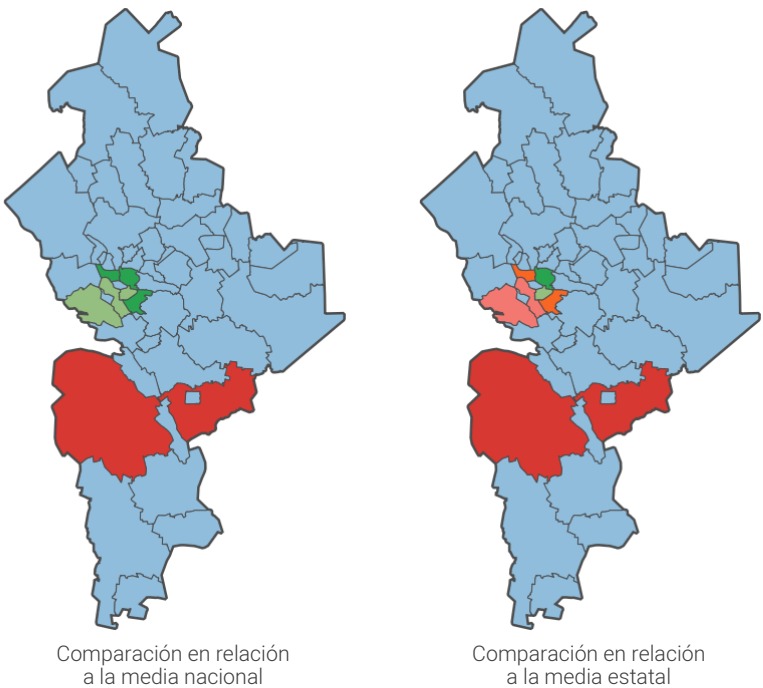 Comparación en relación
a la media nacional
Comparación en relación
a la media estatal